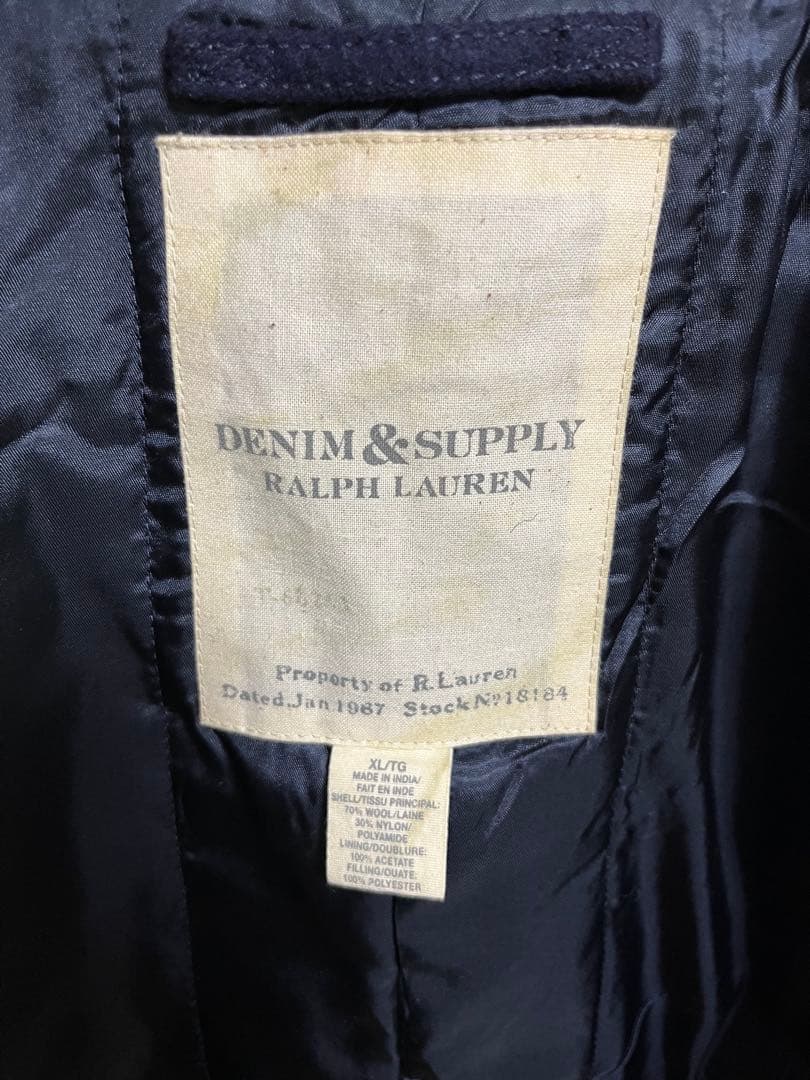 DENIM & SUPPLY
RALPH LAUREN
Property of R. Lauren
Dated. Jan 1967 Stock No 18184
XL/TG
MADE IN INDIA/
FAIT EN INDE
SHELL/TISSU PRINCIPAL:
70% WOOL/LAINE
30% NYLON/
POLYAMIDE
LINING/DOUBLURE:
100% ACETATE
FILLING/OUATE:
100% POLYESTER